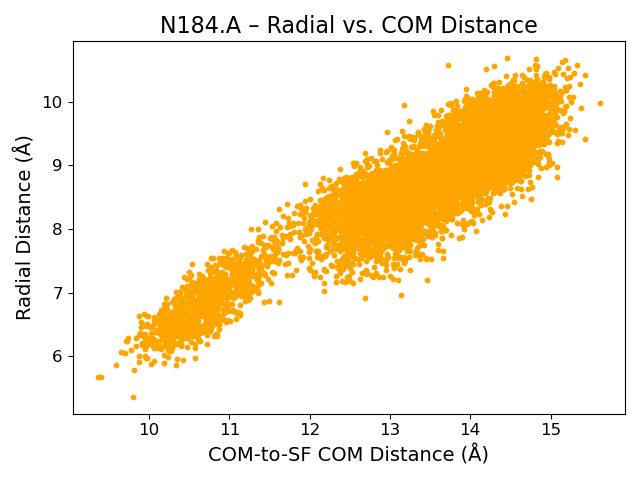 N184.A – Radial vs. COM Distance
Radial Distance (Å)
10
9
8
7
6
10 11 12 13 14 15
COM-to-SF COM Distance (Å)